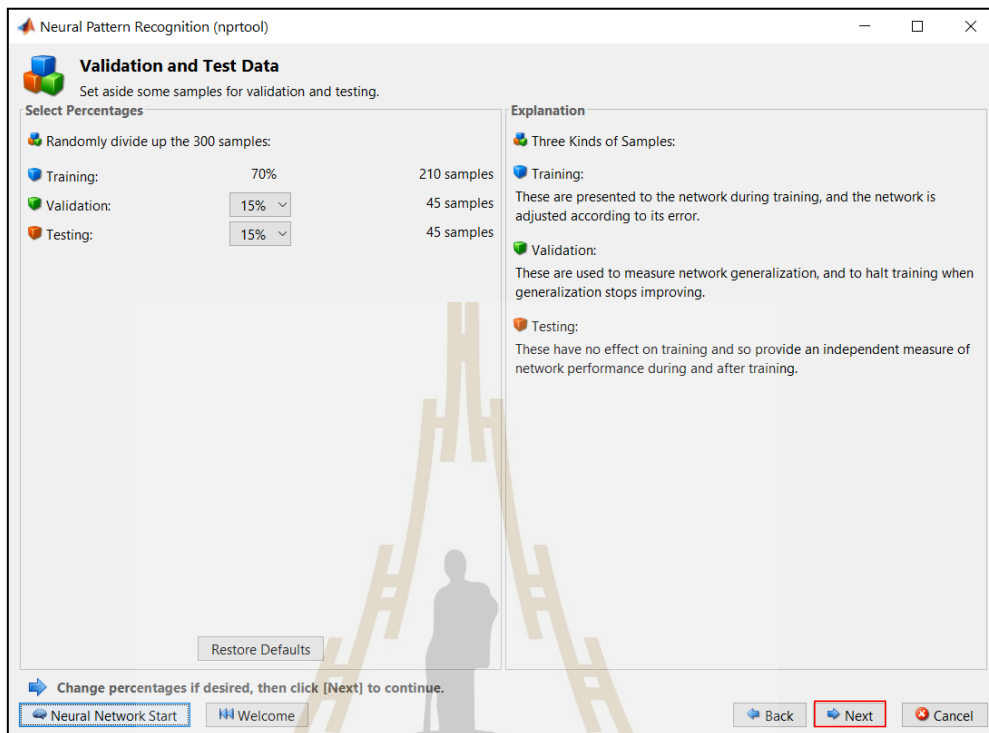 Neural Pattern Recognition (nprtool)
Validation and Test Data
Set aside some samples for validation and testing.
Select Percentages
Randomly divide up the 300 samples:
Training: 70% 210 samples
Validation: 15% 45 samples
Testing: 15% 45 samples
Restore Defaults
Explanation
Three Kinds of Samples:
Training:
These are presented to the network during training, and the network is
adjusted according to its error.
Validation:
These are used to measure network generalization, and to halt training when
generalization stops improving.
Testing:
These have no effect on training and so provide an independent measure of
network performance during and after training.
Change percentages if desired, then click [Next] to continue.
Neural Network Start Welcome Back Next Cancel